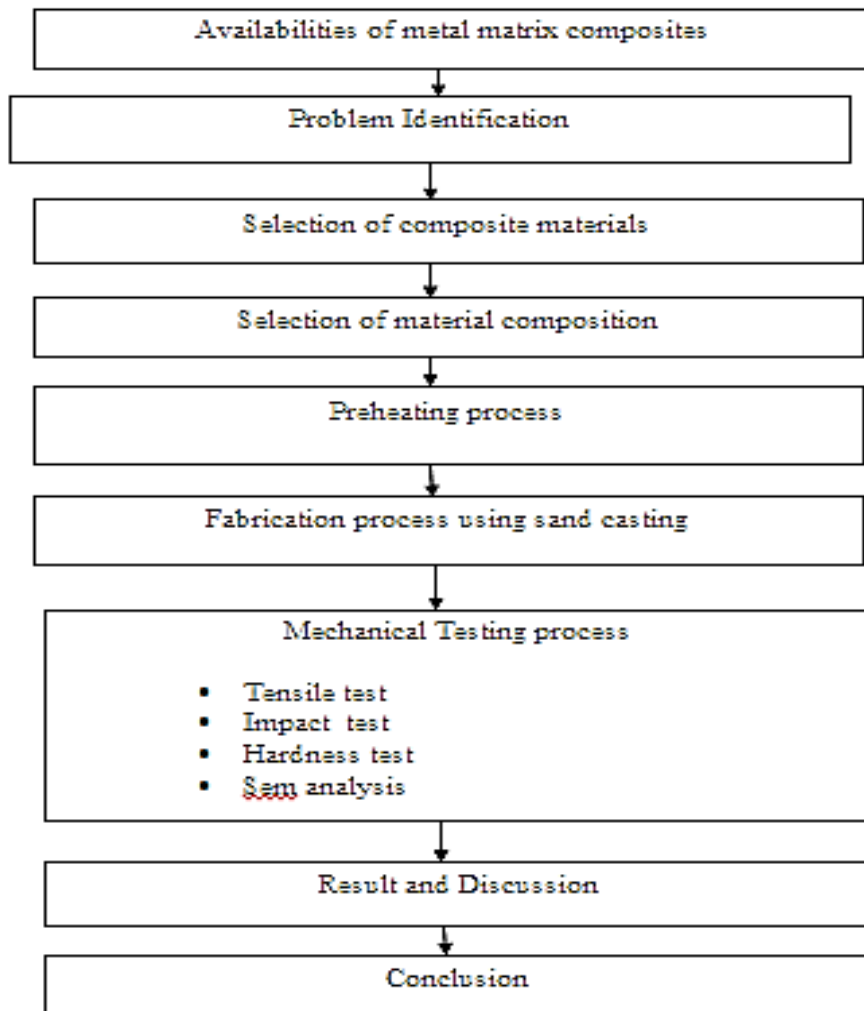 Availabilities of metal matrix composites
Problem Identification
Selection of composite materials
Selection of material composition
Preheating process
Fabrication process using sand casting
Mechanical Testing process
• Tensile test
• Impact test
• Hardness test
• Sem analysis
Result and Discussion
Conclusion